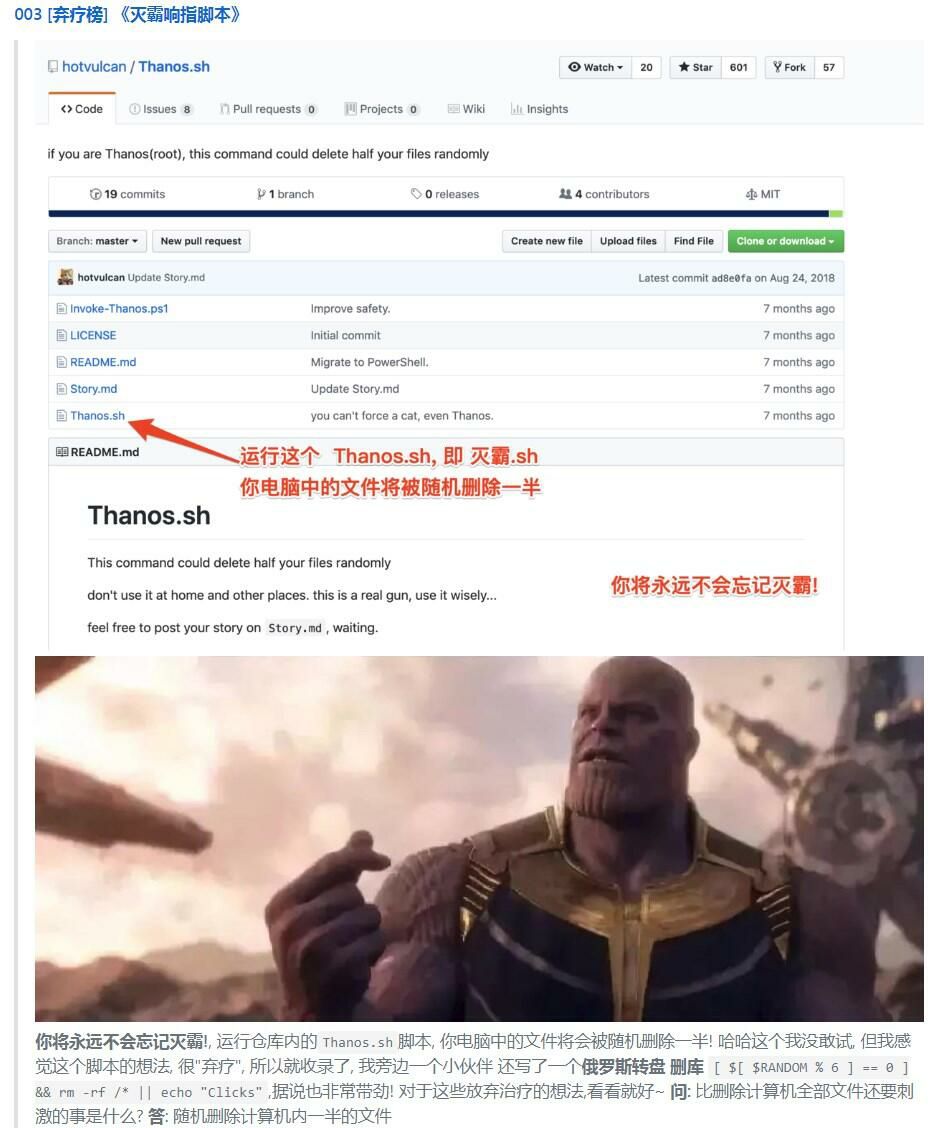 003 [弃疗榜] 《灭霸响指脚本》
hotvulcan / Thanos.sh
Watch 20 Star 601 Fork 57
Code Issues 8 Pull requests 0 Projects 0 Wiki Insights
if you are Thanos(root), this command could delete half your files randomly
19 commits 1 branch 0 releases 4 contributors MIT
Branch: master New pull request Create new file Upload files Find File Clone or download
hotvulcan Update Story.md Latest commit ad8e0fa on Aug 24, 2018
Invoke-Thanos.ps1 Improve safety. 7 months ago
LICENSE Initial commit 7 months ago
README.md Migrate to PowerShell. 7 months ago
Story.md Update Story.md 7 months ago
Thanos.sh you can't force a cat, even Thanos. 7 months ago
README.md
运行这个 Thanos.sh, 即 灭霸.sh
你电脑中的文件将被随机删除一半
Thanos.sh
This command could delete half your files randomly
你将永远不会忘记灭霸!
don't use it at home and other places. this is a real gun, use it wisely...
feel free to post your story on Story.md , waiting.
你将永远不会忘记灭霸!, 运行仓库内的 Thanos.sh 脚本, 你电脑中的文件将会被随机删除一半! 哈哈这个我没敢试, 但我感
觉这个脚本的想法, 很"弃疗", 所以就收录了, 我旁边一个小伙伴 还写了一个俄罗斯转盘 删库 [ $[ $RANDOM % 6 ] == 0 ]
&& rm -rf /* || echo "Clicks" ,据说也非常带劲! 对于这些放弃治疗的想法,看看就好~ 问: 比删除计算机全部文件还要刺
激的事是什么? 答: 随机删除计算机内一半的文件